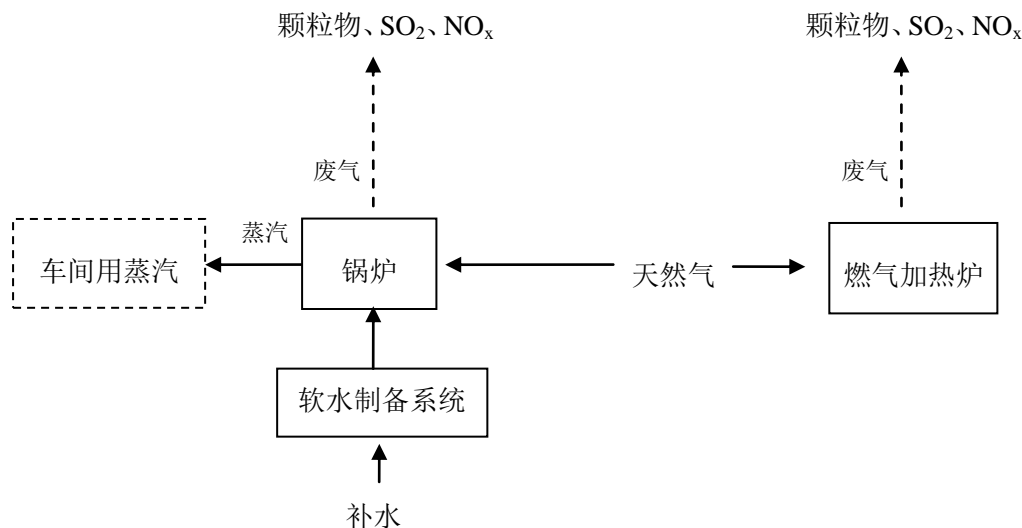 颗粒物、SO₂、NOₓ
颗粒物、SO₂、NOₓ
废气
废气
蒸汽
车间用蒸汽
锅炉
天然气
燃气加热炉
软水制备系统
补水